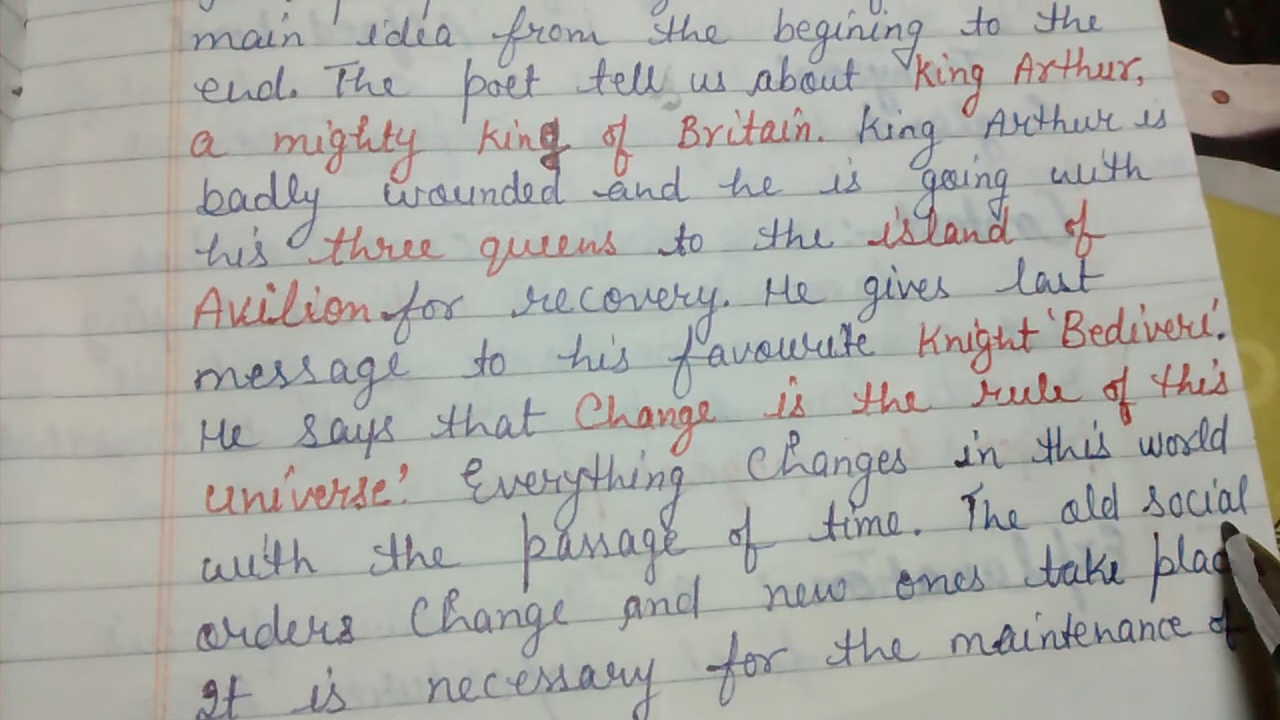 main idea from the begining to the
end. The poet tell us about King Arthur,
a mighty King of Britain. King Arthur is
badly wounded and he is going with
his three queens to the island of
Avilion for recovery. He gives last
message to his favourite Knight 'Bediveri'.
He says that Change is the rule of this
universe.' Everything changes in this world
with the passage of time. The old social
orders change and new ones take plac
It is necessary for the maintenance of